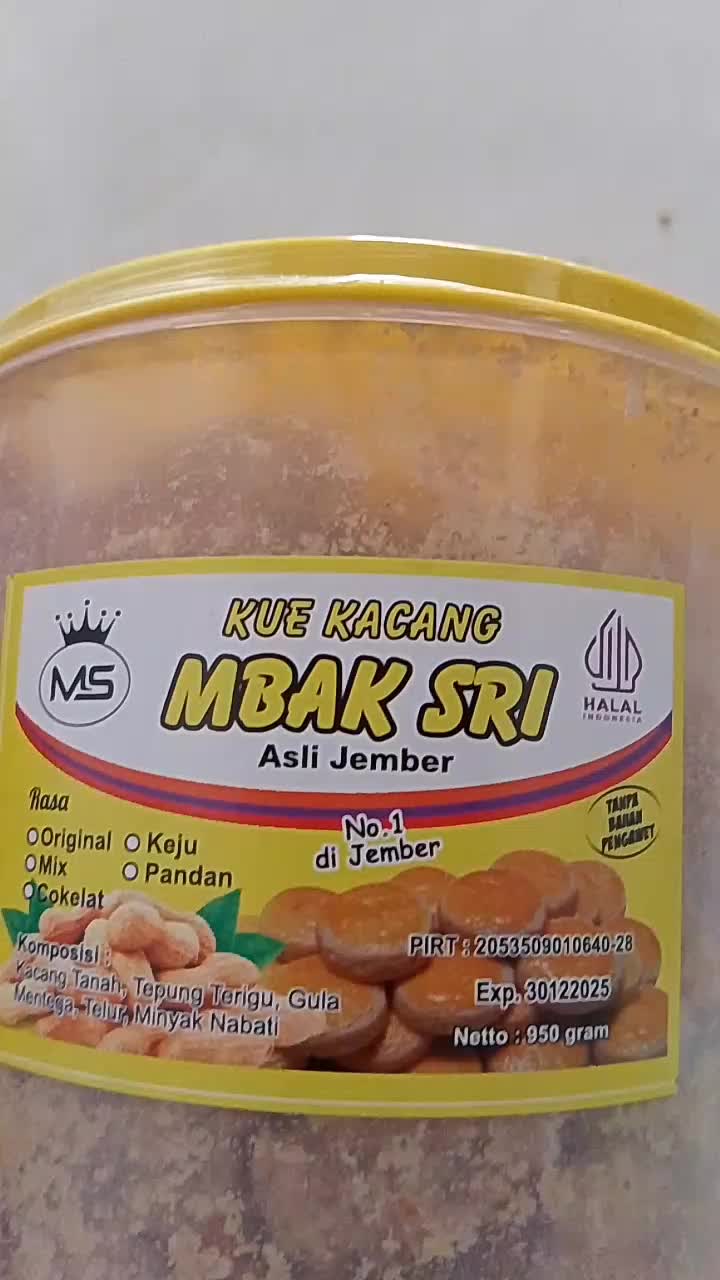 MS
KUE KACANG
MBAK SRI
Asli Jember
HALAL
INDONESIA
Rasa
Original
Keju
Mix
Pandan
Cokelat
No.1
di Jember
TANPA
BAHAN
PENGAWET
Komposisi :
Kacang Tanah, Tepung Terigu, Gula
Mentega, Telur, Minyak Nabati
PIRT : 2053509010640-28
Exp. 30122025
Netto : 950 gram